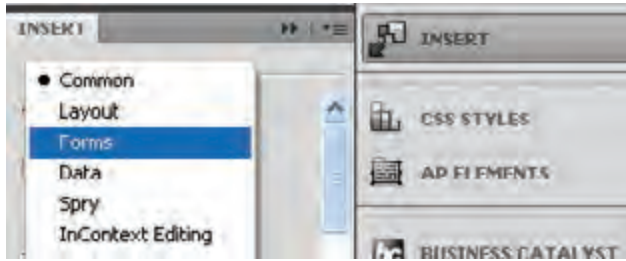 INSERT
Common
Layout
Forms
Data
Spry
InContext Editing
INSERT
CSS STYLES
AP ELEMENTS
BUSINESS CATALYST